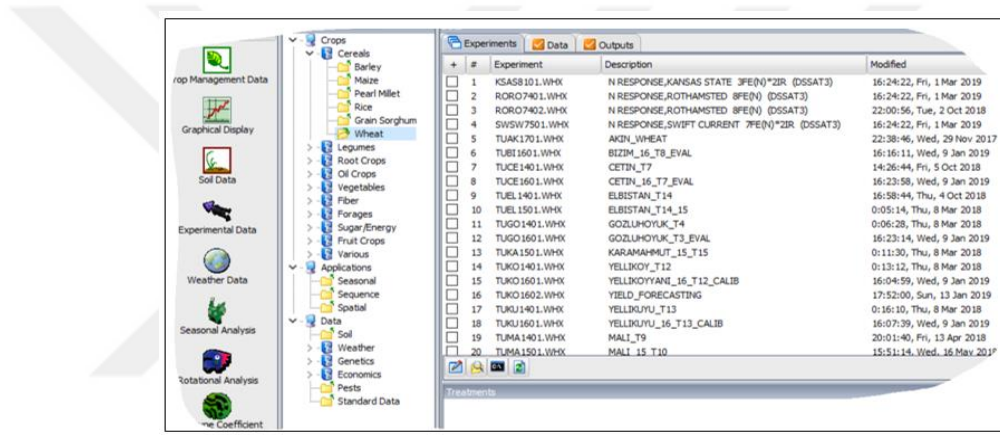 rop Management Data
Graphical Display
Soil Data
Experimental Data
Weather Data
Seasonal Analysis
Rotational Analysis
Coefficient
Crops
Cereals
Barley
Maize
Pearl Millet
Rice
Grain Sorghum
Wheat
Legumes
Root Crops
Oil Crops
Vegetables
Fiber
Forages
Sugar/Energy
Fruit Crops
Various
Applications
Seasonal
Sequence
Spatial
Data
Soil
Weather
Genetics
Economics
Pests
Standard Data
Experiments Data Outputs
+ # Experiment Description Modified
1 KSAS8101.WHX N RESPONSE,KANSAS STATE 3FE(N)*2IR (DSSAT3) 16:24:22, Fri, 1 Mar 2019
2 RORO7401.WHX N RESPONSE,ROTHAMSTED 8FE(N) (DSSAT3) 16:24:22, Fri, 1 Mar 2019
3 RORO7402.WHX N RESPONSE,ROTHAMSTED 8FE(N) (DSSAT3) 22:00:56, Tue, 2 Oct 2018
4 SWSW7501.WHX N RESPONSE,SWIFT CURRENT 7FE(N)*2IR (DSSAT3) 16:24:22, Fri, 1 Mar 2019
5 TUAK1701.WHX AKIN_WHEAT 22:38:46, Wed, 29 Nov 2017
6 TUBI1601.WHX BIZIM_16_T8_EVAL 16:16:11, Wed, 9 Jan 2019
7 TUCE1401.WHX CETIN_T7 14:26:44, Fri, 5 Oct 2018
8 TUCE1601.WHX CETIN_16_T7_EVAL 16:23:58, Wed, 9 Jan 2019
9 TUEL1401.WHX ELBISTAN_T14 16:58:44, Thu, 4 Oct 2018
10 TUEL1501.WHX ELBISTAN_T14_15 0:05:14, Thu, 8 Mar 2018
11 TUGO1401.WHX GOZLUHOYUK_T4 0:06:28, Thu, 8 Mar 2018
12 TUGO1601.WHX GOZLUHOYUK_T3_EVAL 16:23:14, Wed, 9 Jan 2019
13 TUKA1501.WHX KARAMAHMUT_15_T15 0:11:30, Thu, 8 Mar 2018
14 TUKO1401.WHX YELLIKOY_T12 0:13:12, Thu, 8 Mar 2018
15 TUKO1601.WHX YELLIKOYYANI_16_T12_CALIB 16:04:59, Wed, 9 Jan 2019
16 TUKO1602.WHX YIELD_FORECASTING 17:52:00, Sun, 13 Jan 2019
17 TUKU1401.WHX YELLIKUYU_T13 0:16:10, Thu, 8 Mar 2018
18 TUKU1601.WHX YELLIKUYU_16_T13_CALIB 16:07:39, Wed, 9 Jan 2019
19 TUMA1401.WHX MALI_T9 20:01:40, Fri, 13 Apr 2018
20 TUMA1501.WHX MALI_15_T10 15:51:14, Wed, 16 May 2018
Treatments